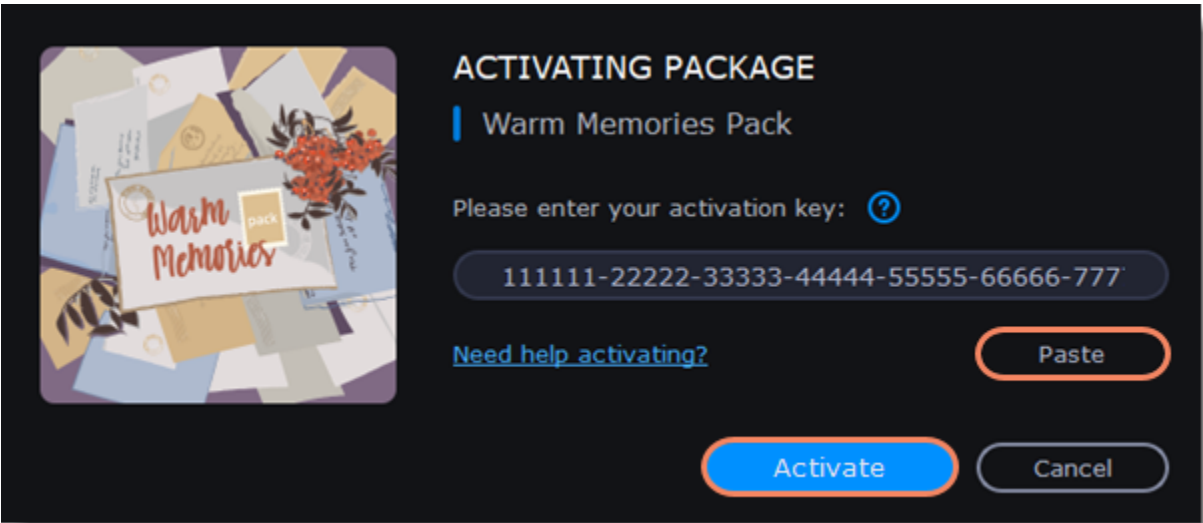 Warm
pack
Memories
ACTIVATING PACKAGE
Warm Memories Pack
Please enter your activation key: ?
111111-22222-33333-44444-55555-66666-777
Need help activating?
Paste
Activate
Cancel